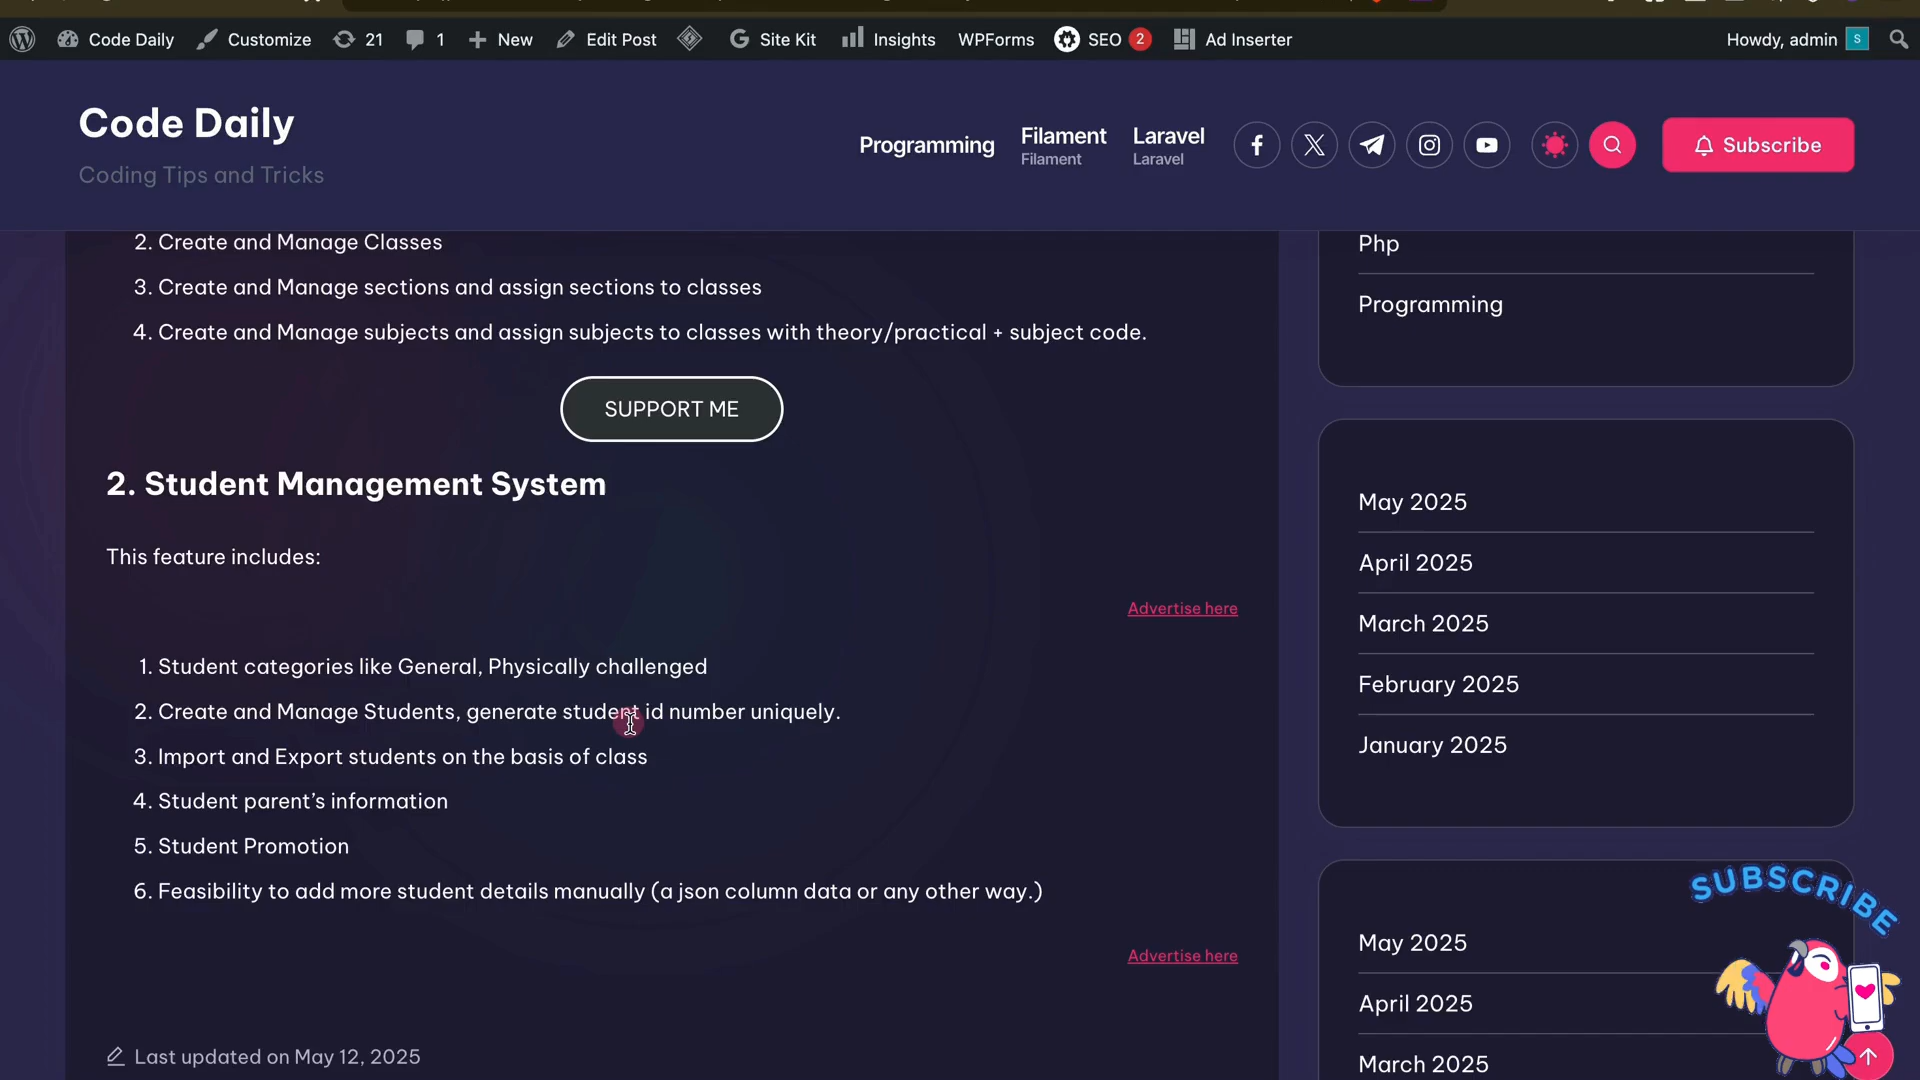 Code Daily
Customize
21
1
New
Edit Post
Site Kit
Insights
WPForms
SEO
2
Ad Inserter
Howdy, admin
S
Code Daily
Coding Tips and Tricks
Programming
Filament
Filament
Laravel
Laravel
Subscribe
2. Create and Manage Classes
3. Create and Manage sections and assign sections to classes
4. Create and Manage subjects and assign subjects to classes with theory/practical + subject code.
SUPPORT ME
2. Student Management System
This feature includes:
Advertise here
1. Student categories like General, Physically challenged
2. Create and Manage Students, generate student id number uniquely.
3. Import and Export students on the basis of class
4. Student parent’s information
5. Student Promotion
6. Feasibility to add more student details manually (a json column data or any other way.)
Advertise here
Last updated on May 12, 2025
Php
Programming
May 2025
April 2025
March 2025
February 2025
January 2025
May 2025
April 2025
March 2025
SUBSCRIBE